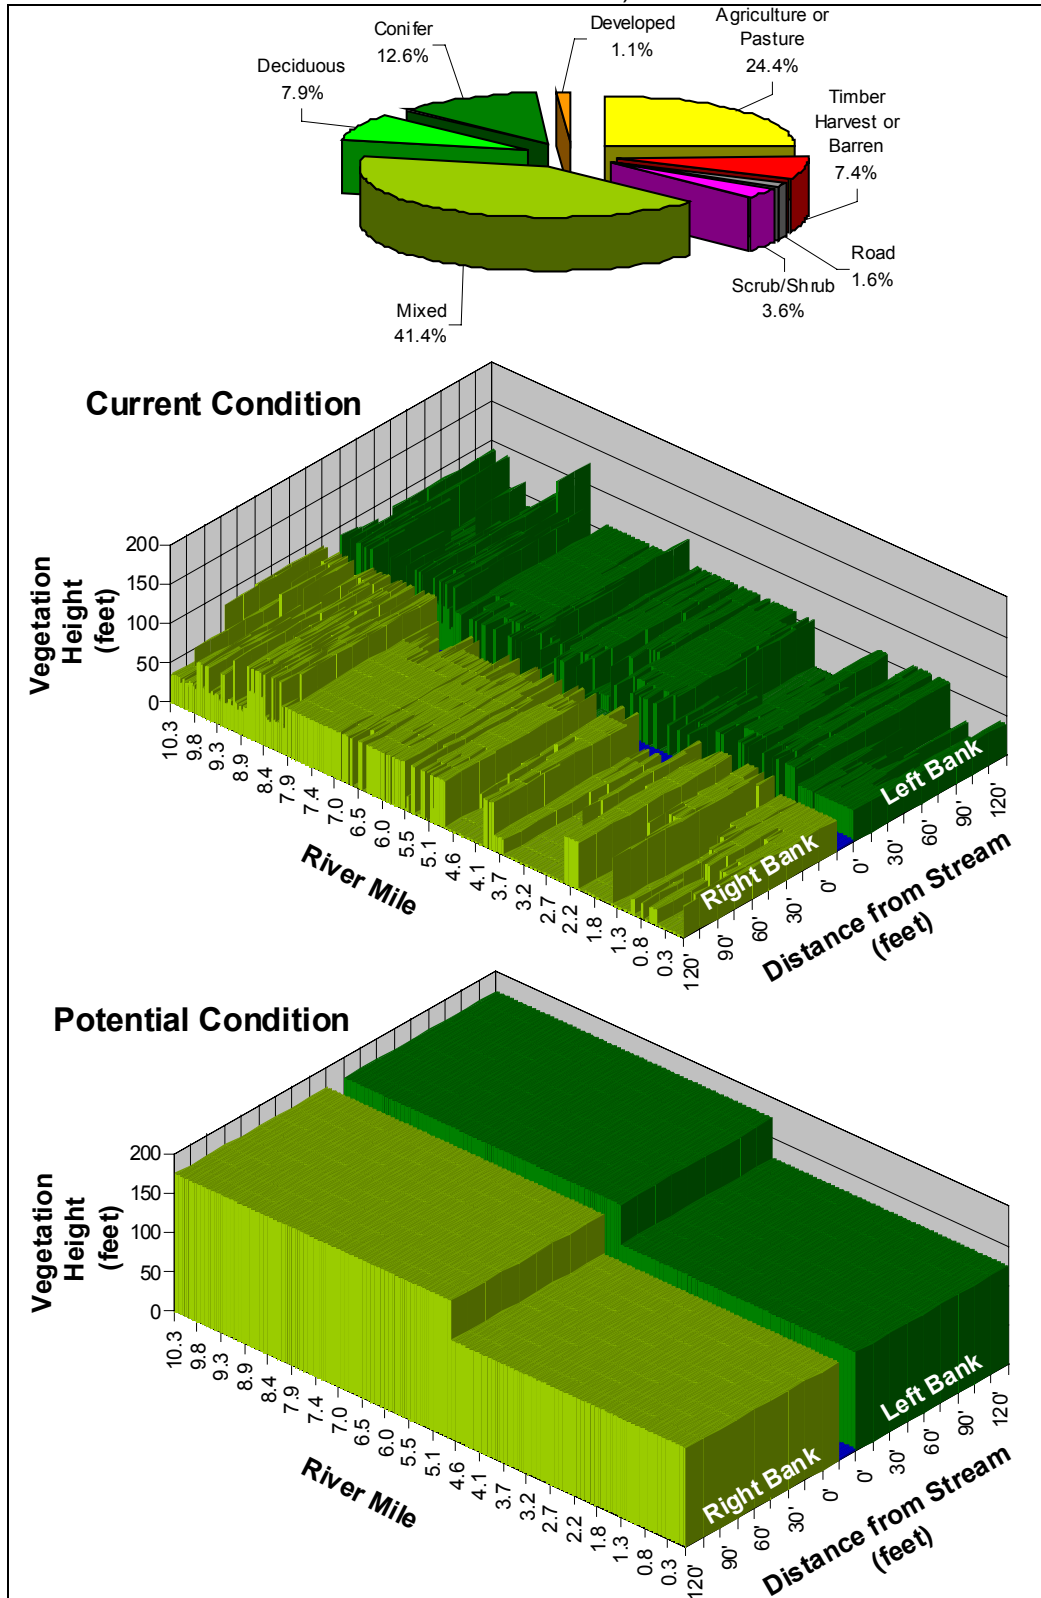 Conifer
12.6%
Developed
1.1%
Agriculture or
Pasture
24.4%
Deciduous
7.9%
Timber
Harvest or
Barren
7.4%
Road
1.6%
Scrub/Shrub
3.6%
Mixed
41.4%
Current Condition
200
150
100
50
0
Vegetation
Height
(feet)
10.3
9.8
9.3
8.9
8.4
7.9
7.4
7.0
6.5
6.0
5.5
5.1
4.6
4.1
3.7
3.2
2.7
2.2
1.8
1.3
0.8
0.3
River Mile
120'
90'
60'
30'
0'
0'
30'
60'
90'
120'
Right Bank
Left Bank
Distance from Stream
(feet)
Potential Condition
200
150
100
50
0
Vegetation
Height
(feet)
10.3
9.8
9.3
8.9
8.4
7.9
7.4
7.0
6.5
6.0
5.5
5.1
4.6
4.1
3.7
3.2
2.7
2.2
1.8
1.3
0.8
0.3
River Mile
120'
90'
60'
30'
0'
0'
30'
60'
90'
120'
Right Bank
Left Bank
Distance from Stream
(feet)